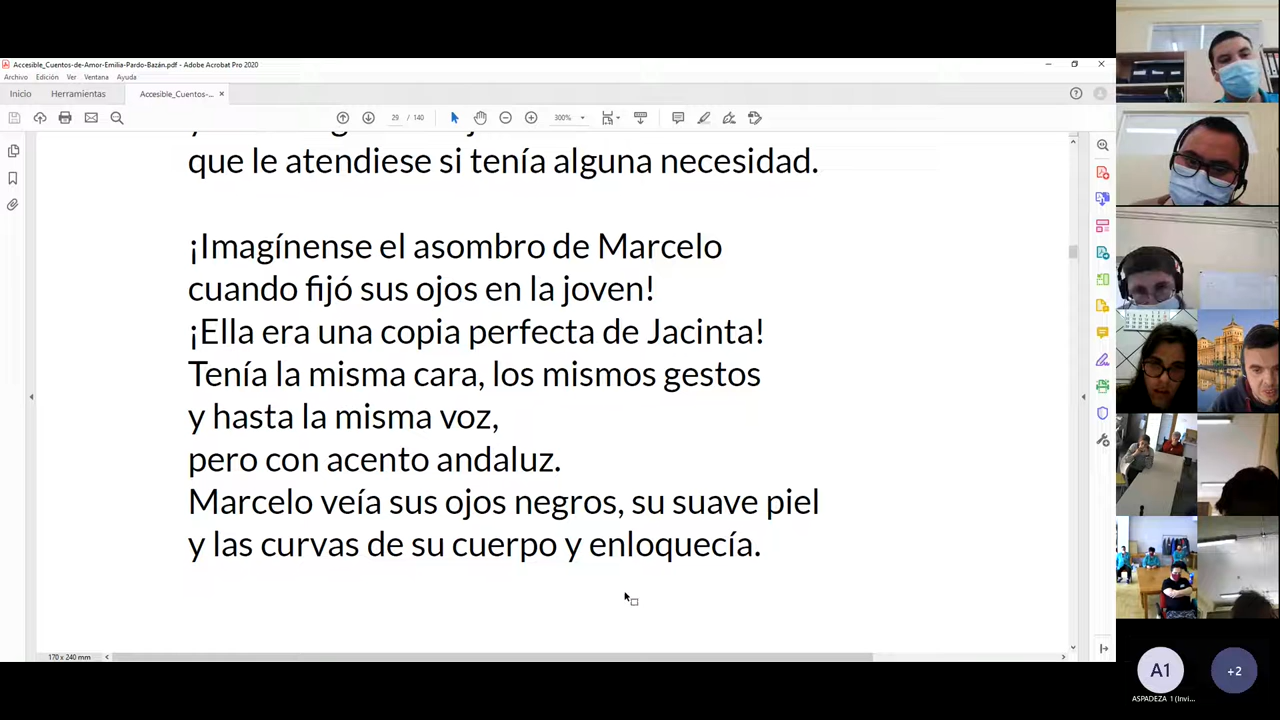 Accesible_Cuentos-de-Amor-Emilia-Pardo-Bazán.pdf - Adobe Acrobat Pro 2020
Archivo Edición Ver Ventana Ayuda
Inicio Herramientas Accesible_Cuentos-...
29 / 140 300%
que le atendiese si tenía alguna necesidad.
¡Imagínense el asombro de Marcelo
cuando fijó sus ojos en la joven!
¡Ella era una copia perfecta de Jacinta!
Tenía la misma cara, los mismos gestos
y hasta la misma voz,
pero con acento andaluz.
Marcelo veía sus ojos negros, su suave piel
y las curvas de su cuerpo y enloquecía.
170 x 240 mm
A1
+2
ASPADEZA 1 (Invi...